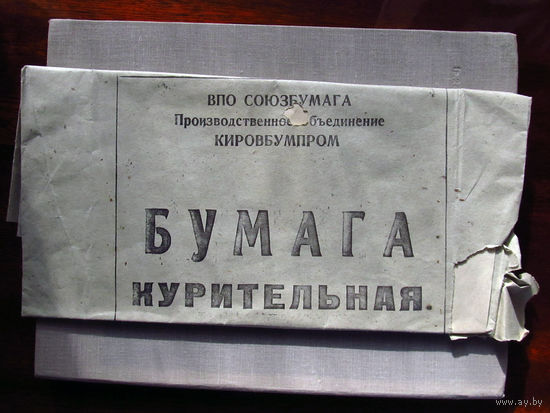 ВПО СОЮЗБУМАГА
Производственное объединение
КИРОВБУМПРОМ
БУМАГА
КУРИТЕЛЬНАЯ
www.ay.by